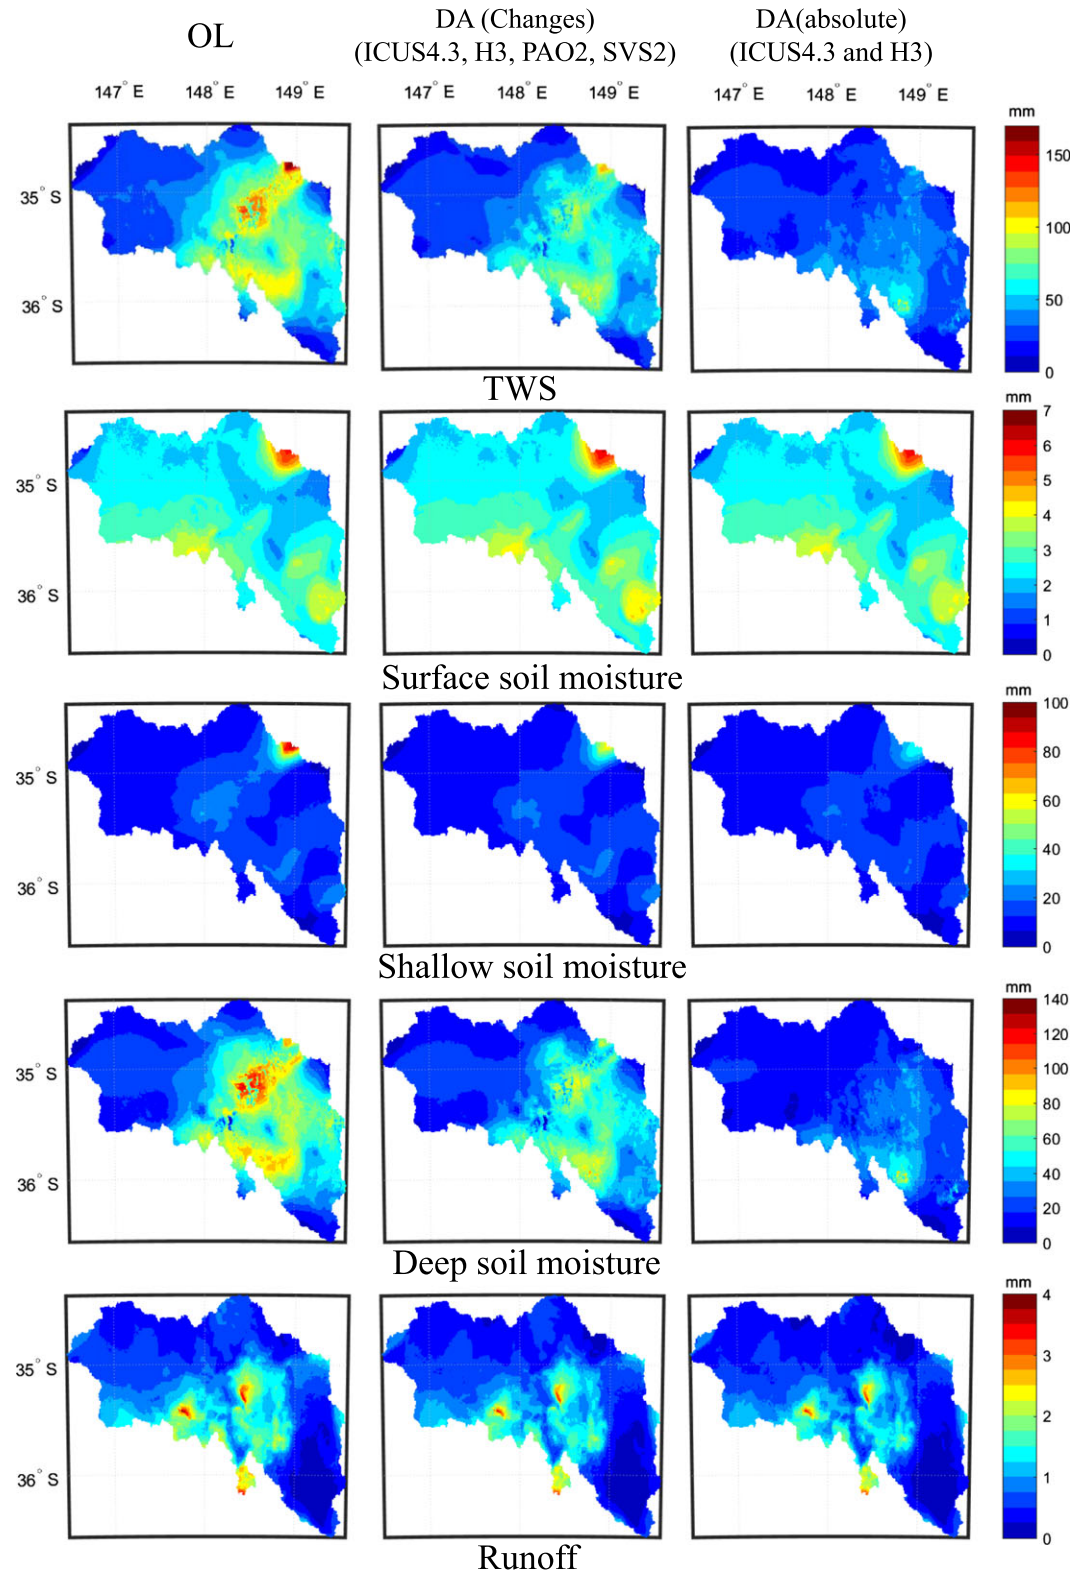 OL
DA (Changes)
(ICUS4.3, H3, PAO2, SVS2)
DA(absolute)
(ICUS4.3 and H3)
147° E 148° E 149° E
147° E 148° E 149° E
147° E 148° E 149° E
mm
150
100
50
0
35° S
36° S
TWS
mm
7
6
5
4
3
2
1
0
35° S
36° S
Surface soil moisture
mm
100
80
60
40
20
0
35° S
36° S
Shallow soil moisture
mm
140
120
100
80
60
40
20
0
35° S
36° S
Deep soil moisture
mm
4
3
2
1
0
35° S
36° S
Runoff